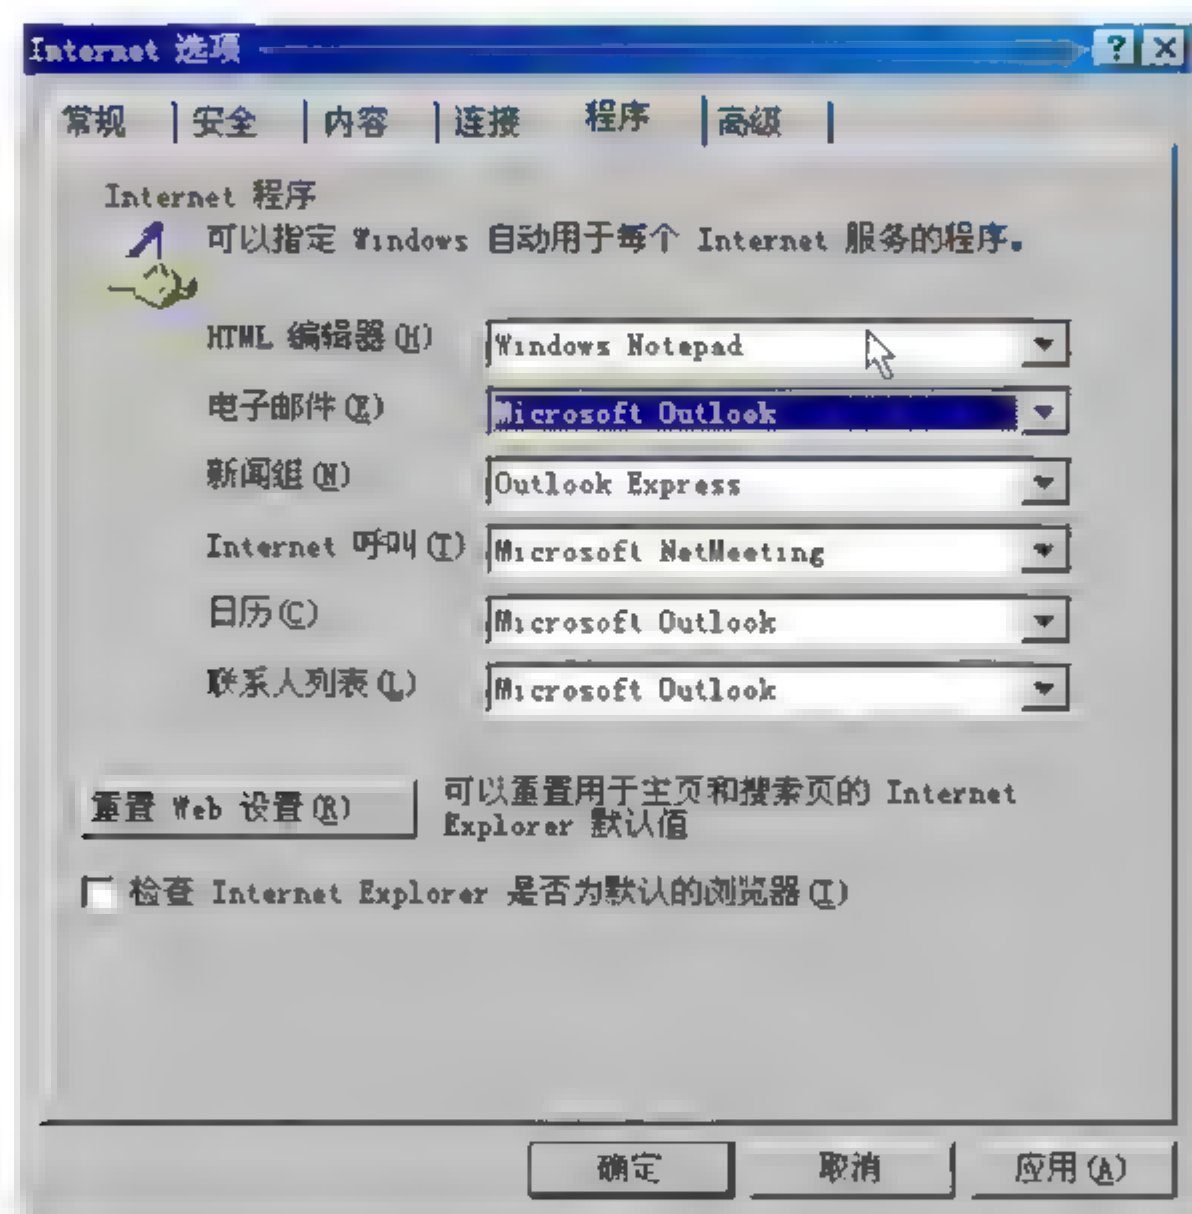 Internet 选项
常规 安全 内容 连接 程序 高级
Internet 程序
可以指定 Windows 自动用于每个 Internet 服务的程序。
HTML 编辑器(H) Windows Notepad
电子邮件(E) Microsoft Outlook
新闻组(N) Outlook Express
Internet 呼叫(I) Microsoft NetMeeting
日历(C) Microsoft Outlook
联系人列表(L) Microsoft Outlook
重置 Web 设置(R)
可以重置用于主页和搜索页的 Internet
Explorer 默认值
检查 Internet Explorer 是否为默认的浏览器(I)
确定 取消 应用(A)